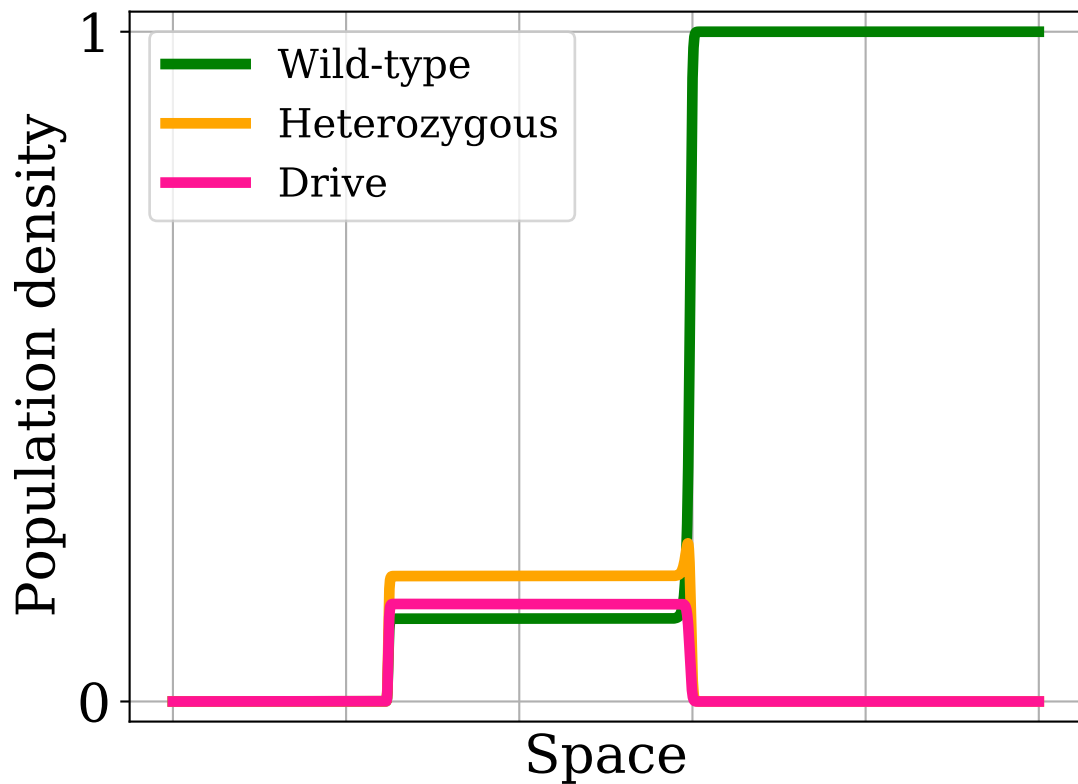 1
Wild-type
Heterozygous
Drive
Population density
0
Space